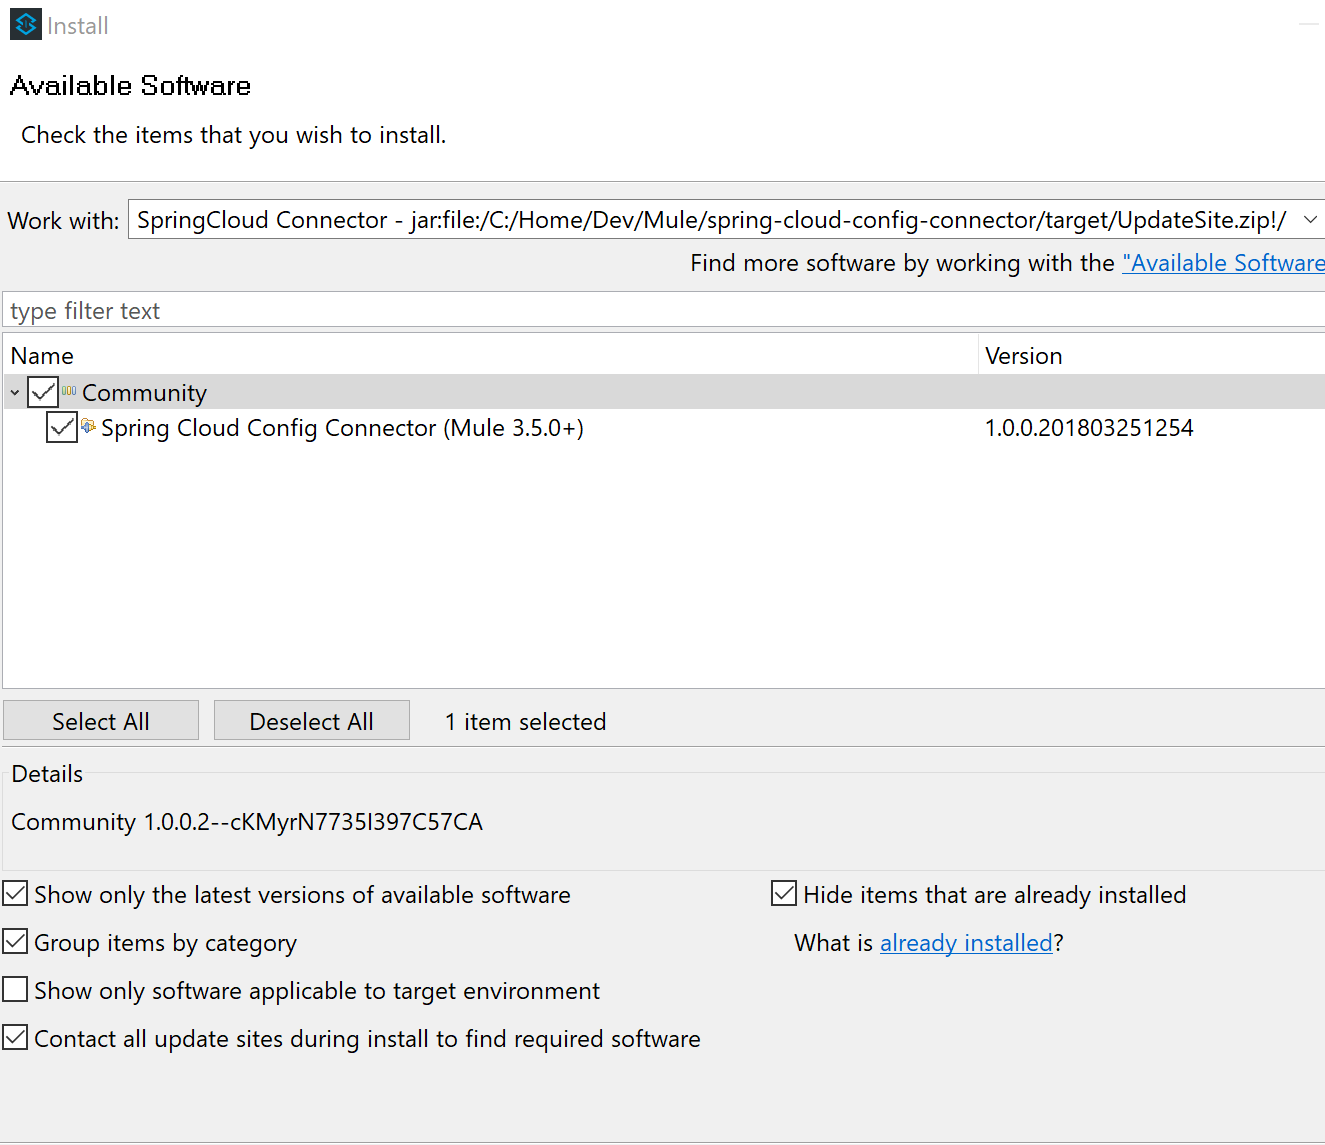 Install
Available Software
Check the items that you wish to install.
Work with: SpringCloud Connector - jar:file:/C:/Home/Dev/Mule/spring-cloud-config-connector/target/UpdateSite.zip!/
Find more software by working with the "Available Software
type filter text
Name Version
Community
Spring Cloud Config Connector (Mule 3.5.0+) 1.0.0.201803251254
Select All Deselect All 1 item selected
Details
Community 1.0.0.2--cKMyrN7735I397C57CA
Show only the latest versions of available software Hide items that are already installed
Group items by category What is already installed?
Show only software applicable to target environment
Contact all update sites during install to find required software